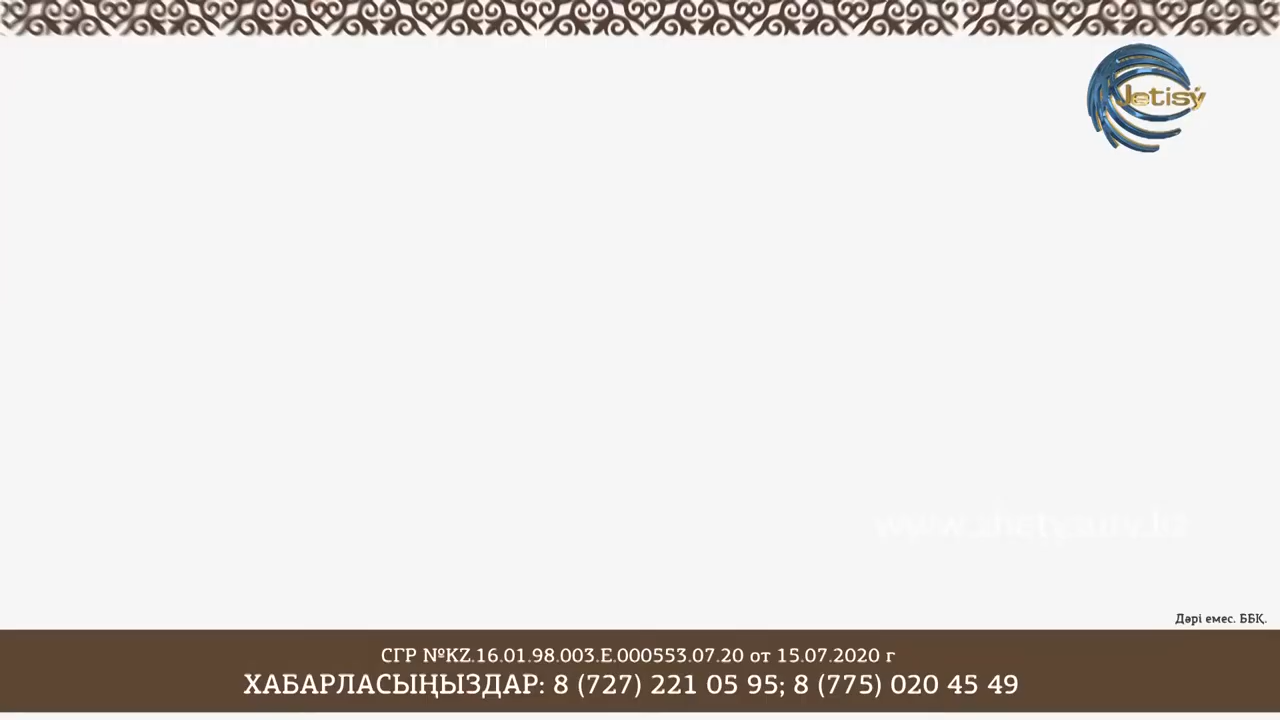 Jetisý
Дәрі емес. ББҚ.
СГР №KZ.16.01.98.003.E.000553.07.20 от 15.07.2020 г
ХАБАРЛАСЫҢЫЗДАР: 8 (727) 221 05 95; 8 (775) 020 45 49